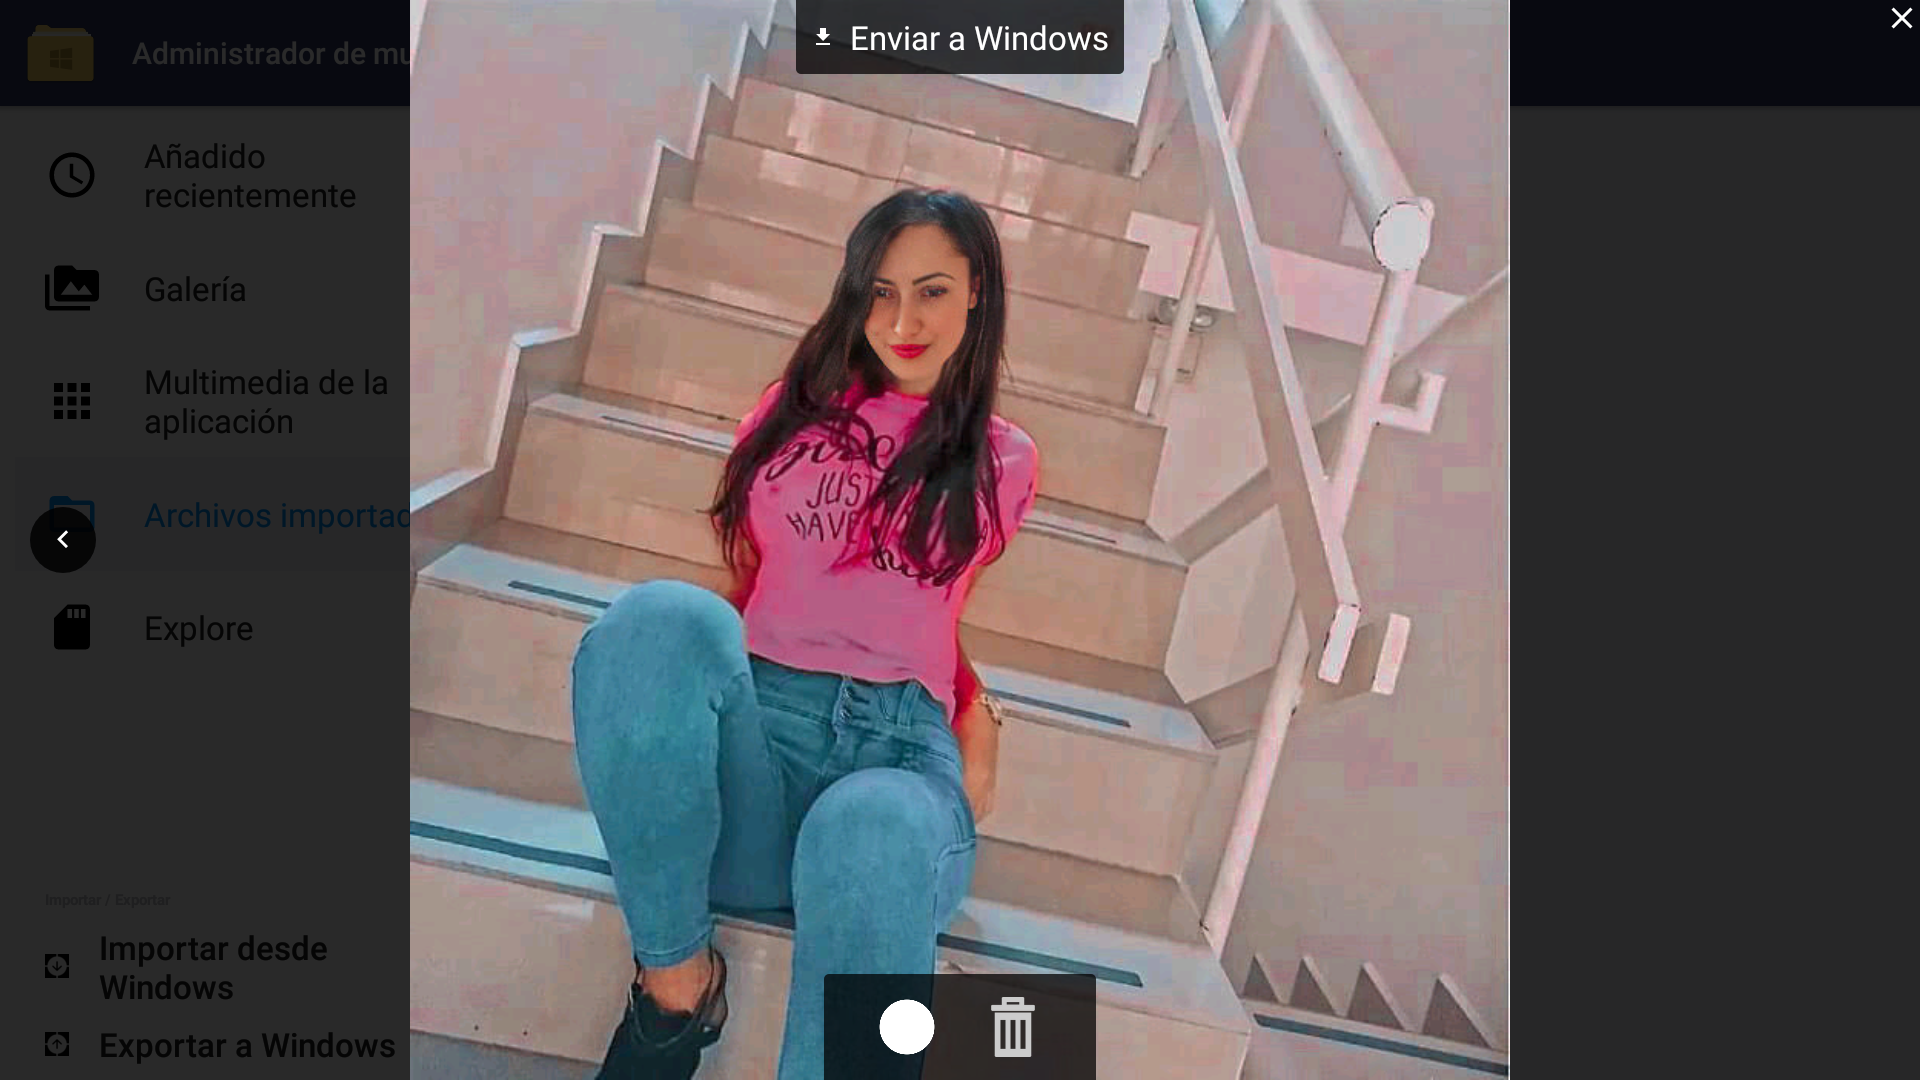 Enviar a Windows
Administrador de mu
Añadido
recientemente
Galería
Multimedia de la
aplicación
Archivos importad
Explore
Importar / Exportar
Importar desde
Windows
Exportar a Windows
JUST
HAVE